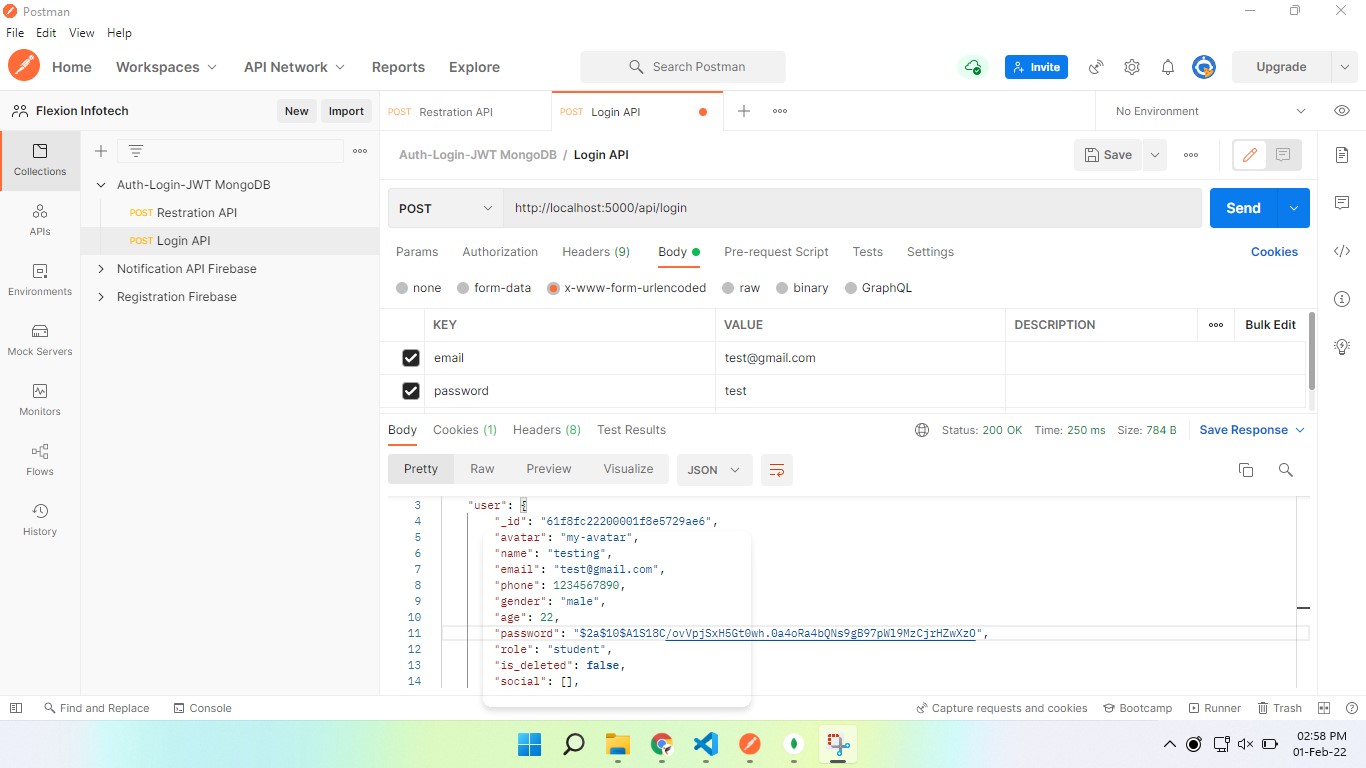 Postman
File Edit View Help
Home Workspaces API Network Reports Explore Search Postman Invite Upgrade
Flexion Infotech New Import POST Restration API POST Login API No Environment
Collections
APIs
Environments
Mock Servers
Monitors
Flows
History
Auth-Login-JWT MongoDB
POST Restration API
POST Login API
Notification API Firebase
Registration Firebase
Auth-Login-JWT MongoDB / Login API Save
POST http://localhost:5000/api/login Send
Params Authorization Headers (9) Body Pre-request Script Tests Settings Cookies
none form-data x-www-form-urlencoded raw binary GraphQL
KEY VALUE DESCRIPTION Bulk Edit
email test@gmail.com
password test
Body Cookies (1) Headers (8) Test Results Status: 200 OK Time: 250 ms Size: 784 B Save Response
Pretty Raw Preview Visualize JSON
3 "user": {
4 "_id": "61f8fc22200001f8e5729ae6",
5 "avatar": "my-avatar",
6 "name": "testing",
7 "email": "test@gmail.com",
8 "phone": 1234567890,
9 "gender": "male",
10 "age": 22,
11 "password": "$2a$10$A1S18C/ovVpjSxH5Gt0wh.0a4oRa4bQNs9gB97pWl9MzCjrHZwXzO",
12 "role": "student",
13 "is_deleted": false,
14 "social": [],
Find and Replace Console Capture requests and cookies Bootcamp Runner Trash
02:58 PM
01-Feb-22